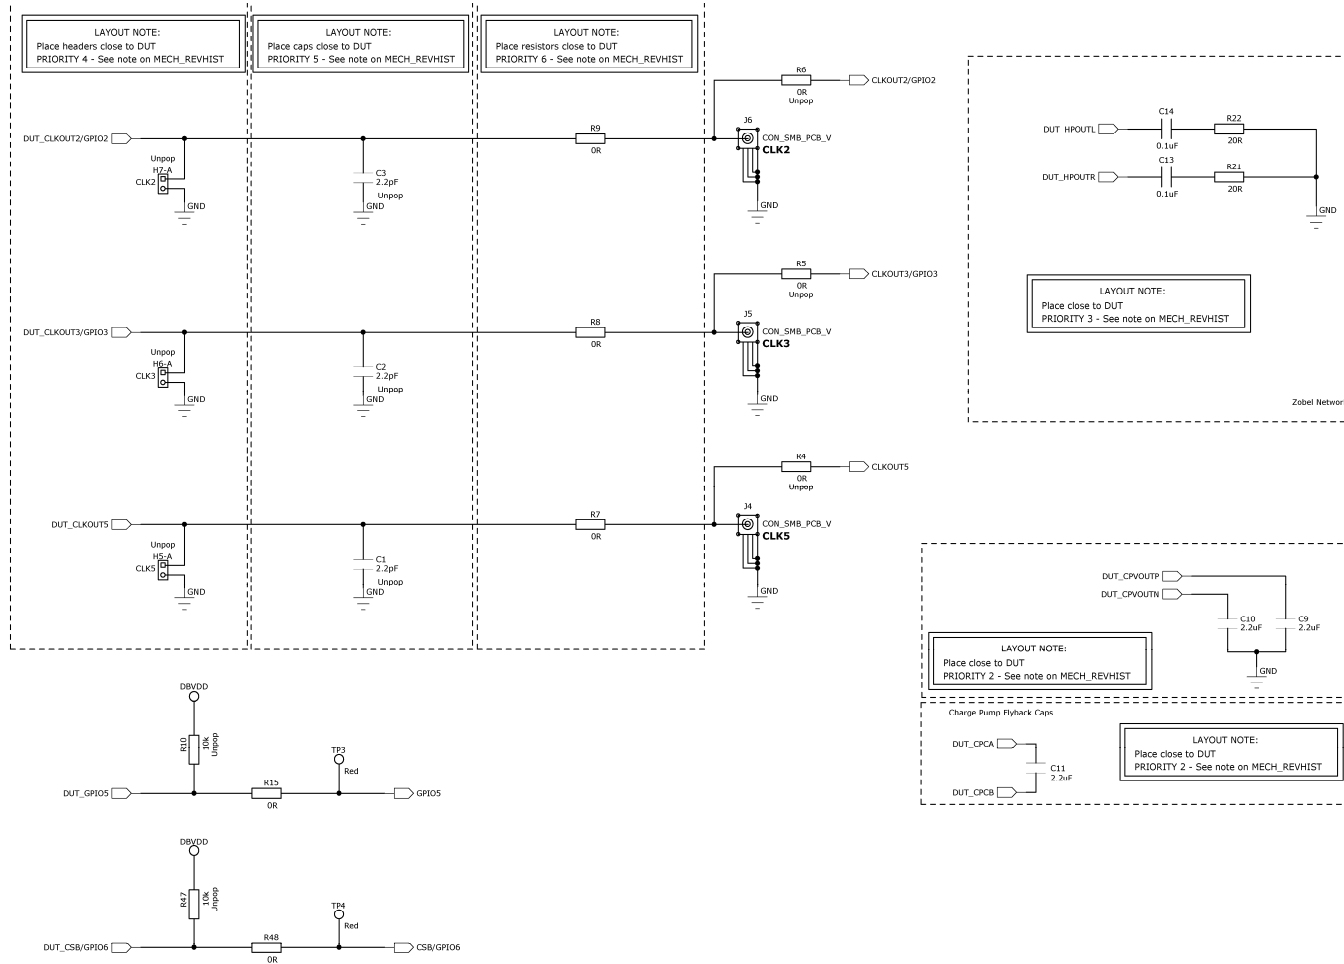 LAYOUT NOTE:
Place headers close to DUT
PRIORITY 4 - See note on MECH_REVHIST
LAYOUT NOTE:
Place caps close to DUT
PRIORITY 5 - See note on MECH_REVHIST
LAYOUT NOTE:
Place resistors close to DUT
PRIORITY 6 - See note on MECH_REVHIST
R6
0R
Unpop
CLKOUT2/GPIO2
DUT_CLKOUT2/GPIO2
Unpop
H7-A
CLK2
GND
C3
2.2pF
Unpop
GND
R9
0R
J6
CON_SMB_PCB_V
CLK2
GND
R5
0R
Unpop
CLKOUT3/GPIO3
DUT_CLKOUT3/GPIO3
Unpop
H6-A
CLK3
GND
C2
2.2pF
Unpop
GND
R8
0R
J5
CON_SMB_PCB_V
CLK3
GND
R4
0R
Unpop
CLKOUT5
DUT_CLKOUT5
Unpop
H5-A
CLK5
GND
C1
2.2pF
Unpop
GND
R7
0R
J4
CON_SMB_PCB_V
CLK5
GND
DUT_HPOUTL
C14
0.1uF
R22
20R
DUT_HPOUTR
C13
0.1uF
R21
20R
GND
LAYOUT NOTE:
Place close to DUT
PRIORITY 3 - See note on MECH_REVHIST
Zobel Networ
DUT_CPVOUTP
DUT_CPVOUTN
C10
2.2uF
C9
2.2uF
GND
LAYOUT NOTE:
Place close to DUT
PRIORITY 2 - See note on MECH_REVHIST
Charge Pump Flyback Caps
DUT_CPCA
C11
2.2uF
DUT_CPCB
LAYOUT NOTE:
Place close to DUT
PRIORITY 2 - See note on MECH_REVHIST
DBVDD
R10
10k
Unpop
DUT_GPIO5
R15
0R
TP3
Red
GPIO5
DBVDD
R47
10k
Unpop
DUT_CSB/GPIO6
R48
0R
TP4
Red
CSB/GPIO6